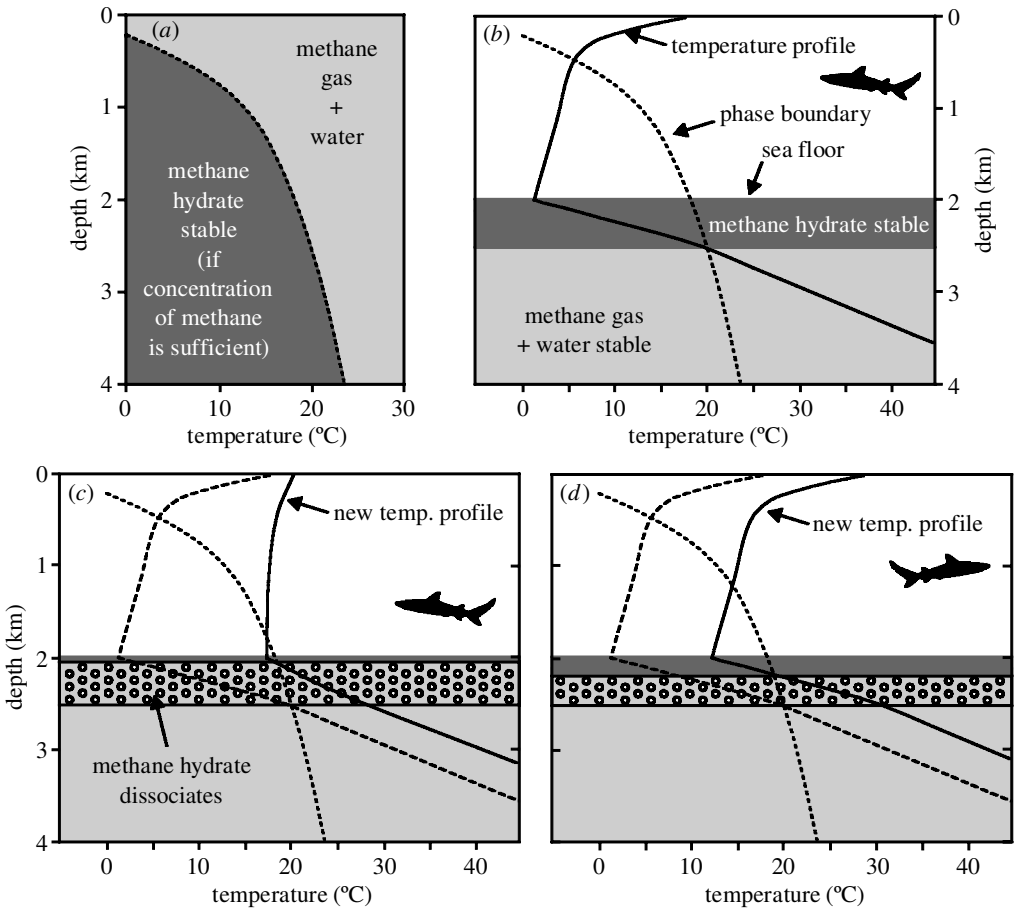 (a)
methane
gas
+
water
methane
hydrate
stable
(if
concentration
of methane
is sufficient)
0
1
2
3
4
depth (km)
0
10
20
30
temperature (ºC)
(b)
temperature profile
phase boundary
sea floor
methane hydrate stable
methane gas
+ water stable
0
1
2
3
4
depth (km)
0
10
20
30
40
temperature (ºC)
(c)
new temp. profile
methane hydrate
dissociates
0
1
2
3
4
depth (km)
0
10
20
30
40
temperature (ºC)
(d)
new temp. profile
0
10
20
30
40
temperature (ºC)